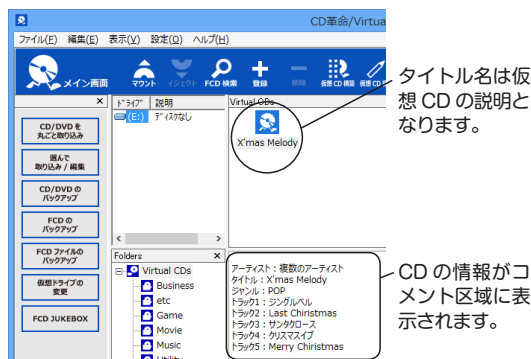 CD革命/Virtua
ファイル(F) 編集(E) 表示(V) 設定(O) ヘルプ(H)
メイン画面 マウント イジェクト FCD 検索 登録 削除 仮想 CD 構築 仮想 CD
ドライブ 説明 Virtual CDs
(E:) ディスクなし
X'mas Melody
タイトル名は仮
想 CD の説明と
なります。
CD/DVD を
丸ごと取り込み
選んで
取り込み / 編集
CD/DVD の
バックアップ
FCD の
バックアップ
FCD ファイルの
バックアップ
仮想ドライブの
変更
FCD JUKEBOX
Folders
Virtual CDs
Business
etc
Game
Movie
Music
Utility
アーティスト : 複数のアーティスト
タイトル : X'mas Melody
ジャンル : POP
トラック1 : ジングルベル
トラック2 : Last Christmas
トラック3 : サンタクロース
トラック4 : クリスマスイブ
トラック5 : Merry Christmas
CD の情報がコ
メント区域に表
示されます。